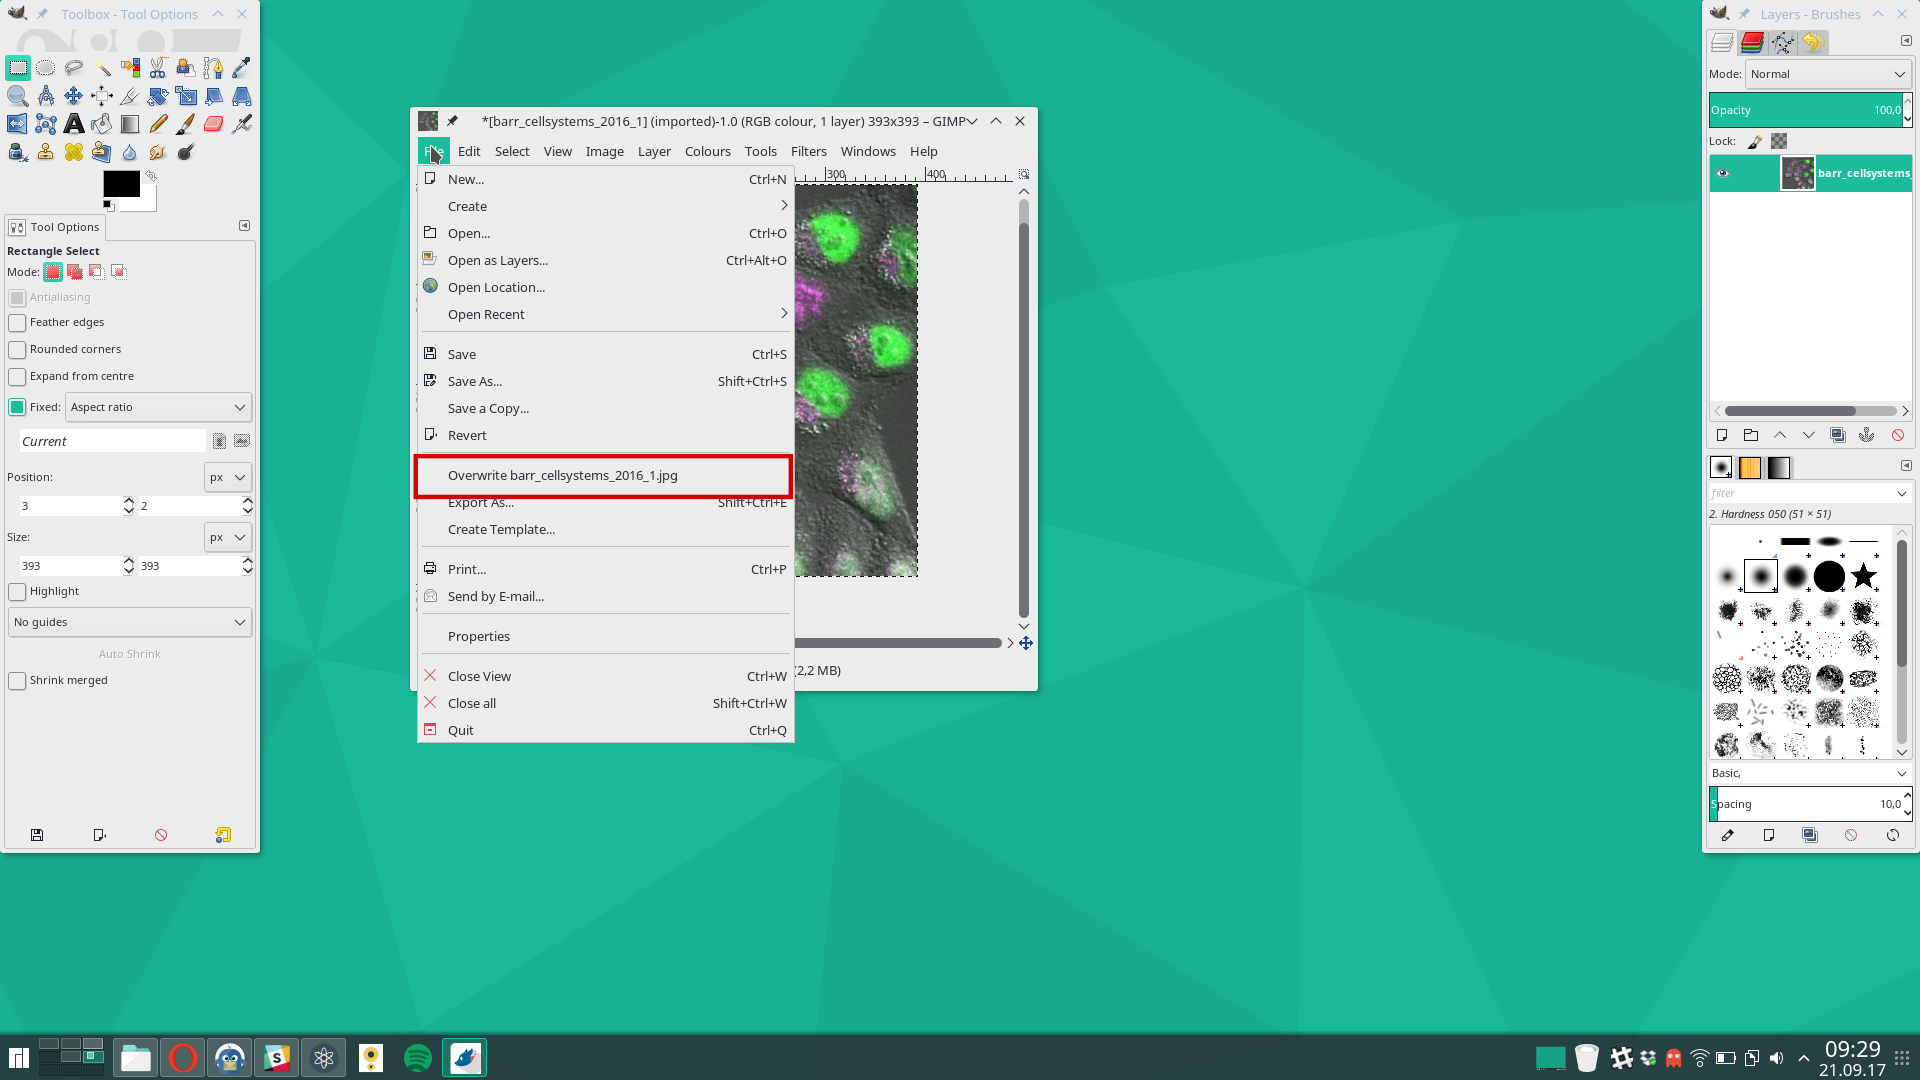 Toolbox - Tool Options
Tool Options
Rectangle Select
Mode:
Antialiasing
Feather edges
Rounded corners
Expand from centre
Fixed: Aspect ratio
Current
Position: px
3 2
Size: px
393 393
Highlight
No guides
Auto Shrink
Shrink merged
*[barr_cellsystems_2016_1] (imported)-1.0 (RGB colour, 1 layer) 393x393 – GIMP
Edit Select View Image Layer Colours Tools Filters Windows Help
300 400
New... Ctrl+N
Create
Open... Ctrl+O
Open as Layers... Ctrl+Alt+O
Open Location...
Open Recent
Save Ctrl+S
Save As... Shift+Ctrl+S
Save a Copy...
Revert
Overwrite barr_cellsystems_2016_1.jpg
Export As... Shift+Ctrl+E
Create Template...
Print... Ctrl+P
Send by E-mail...
Properties
Close View Ctrl+W
Close all Shift+Ctrl+W
Quit Ctrl+Q
(2,2 MB)
Layers - Brushes
Mode: Normal
Opacity 100,0
Lock:
barr_cellsystems_
filter
2. Hardness 050 (51 × 51)
Basic,
Spacing 10,0
09:29
21.09.17